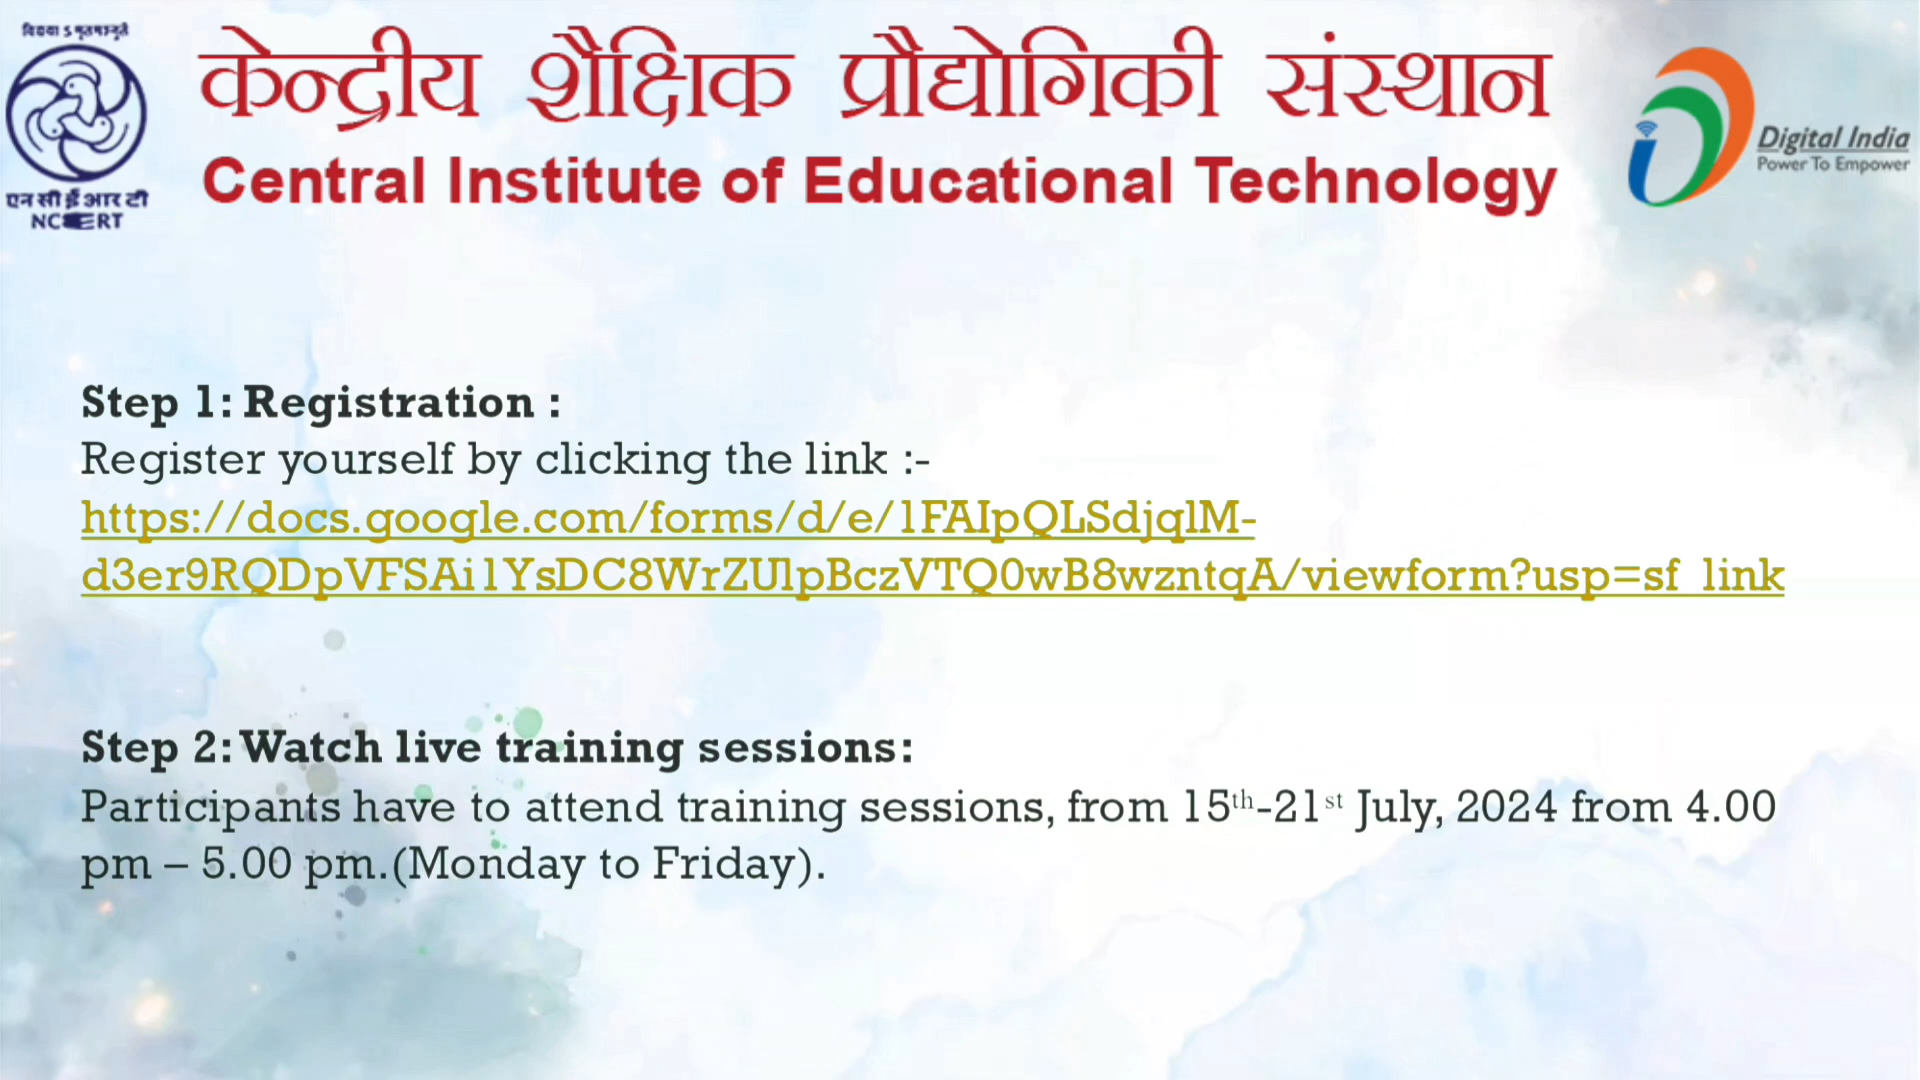 विद्यया ऽ मृतमश्नुते
एन सी ई आर टी
NCERT
केन्द्रीय शैक्षिक प्रौद्योगिकी संस्थान
Central Institute of Educational Technology
Digital India
Power To Empower
Step 1: Registration :
Register yourself by clicking the link :-
https://docs.google.com/forms/d/e/1FAIpQLSdjqlM-
d3er9RQDpVFSAi1YsDC8WrZUlpBczVTQ0wB8wzntqA/viewform?usp=sf_link
Step 2: Watch live training sessions:
Participants have to attend training sessions, from 15th-21st July, 2024 from 4.00
pm – 5.00 pm.(Monday to Friday).